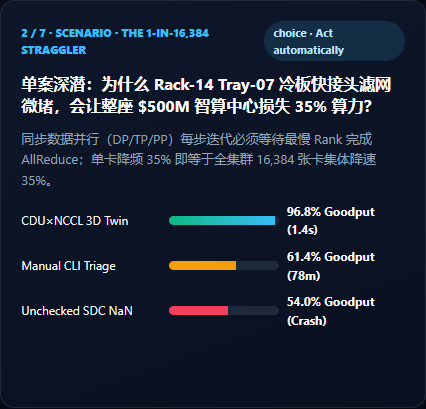 2 / 7 · SCENARIO · THE 1-IN-16,384
STRAGGLER
choice · Act
automatically
单案深潜：为什么 Rack-14 Tray-07 冷板快接头滤网
微堵，会让整座 $500M 智算中心损失 35% 算力？
同步数据并行（DP/TP/PP）每步迭代必须等待最慢 Rank 完成
AllReduce；单卡降频 35% 即等于全集群 16,384 张卡集体降速
35%。
CDU×NCCL 3D Twin
96.8% Goodput
(1.4s)
Manual CLI Triage
61.4% Goodput
(78m)
Unchecked SDC NaN
54.0% Goodput
(Crash)